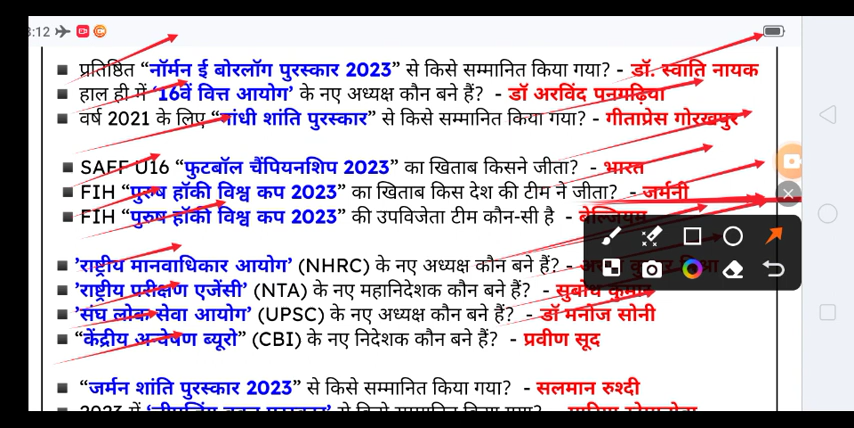 3:12
■ प्रतिष्ठित “नॉर्मन ई बोरलॉग पुरस्कार 2023” से किसे सम्मानित किया गया? - डॉ. स्वाति नायक
■ हाल ही में ‘16वें वित्त आयोग’ के नए अध्यक्ष कौन बने हैं? - डॉ अरविंद पनगढ़िया
■ वर्ष 2021 के लिए “गांधी शांति पुरस्कार” से किसे सम्मानित किया गया? - गीताप्रेस गोरखपुर
■ SAFF U16 “फुटबॉल चैंपियनशिप 2023” का खिताब किसने जीता? - भारत
■ FIH “पुरुष हॉकी विश्व कप 2023” का खिताब किस देश की टीम ने जीता? - जर्मनी
■ FIH “पुरुष हॉकी विश्व कप 2023” की उपविजेता टीम कौन-सी है - बेल्जियम
■ ’राष्ट्रीय मानवाधिकार आयोग’ (NHRC) के नए अध्यक्ष कौन बने हैं? -
■ ’राष्ट्रीय परीक्षण एजेंसी’ (NTA) के नए महानिदेशक कौन बने हैं? - सुबोध कुमार
■ ’संघ लोक सेवा आयोग’ (UPSC) के नए अध्यक्ष कौन बने हैं? - डॉ मनोज सोनी
■ “केंद्रीय अन्वेषण ब्यूरो” (CBI) के नए निदेशक कौन बने हैं? - प्रवीण सूद
■ “जर्मन शांति पुरस्कार 2023” से किसे सम्मानित किया गया? - सलमान रुश्दी